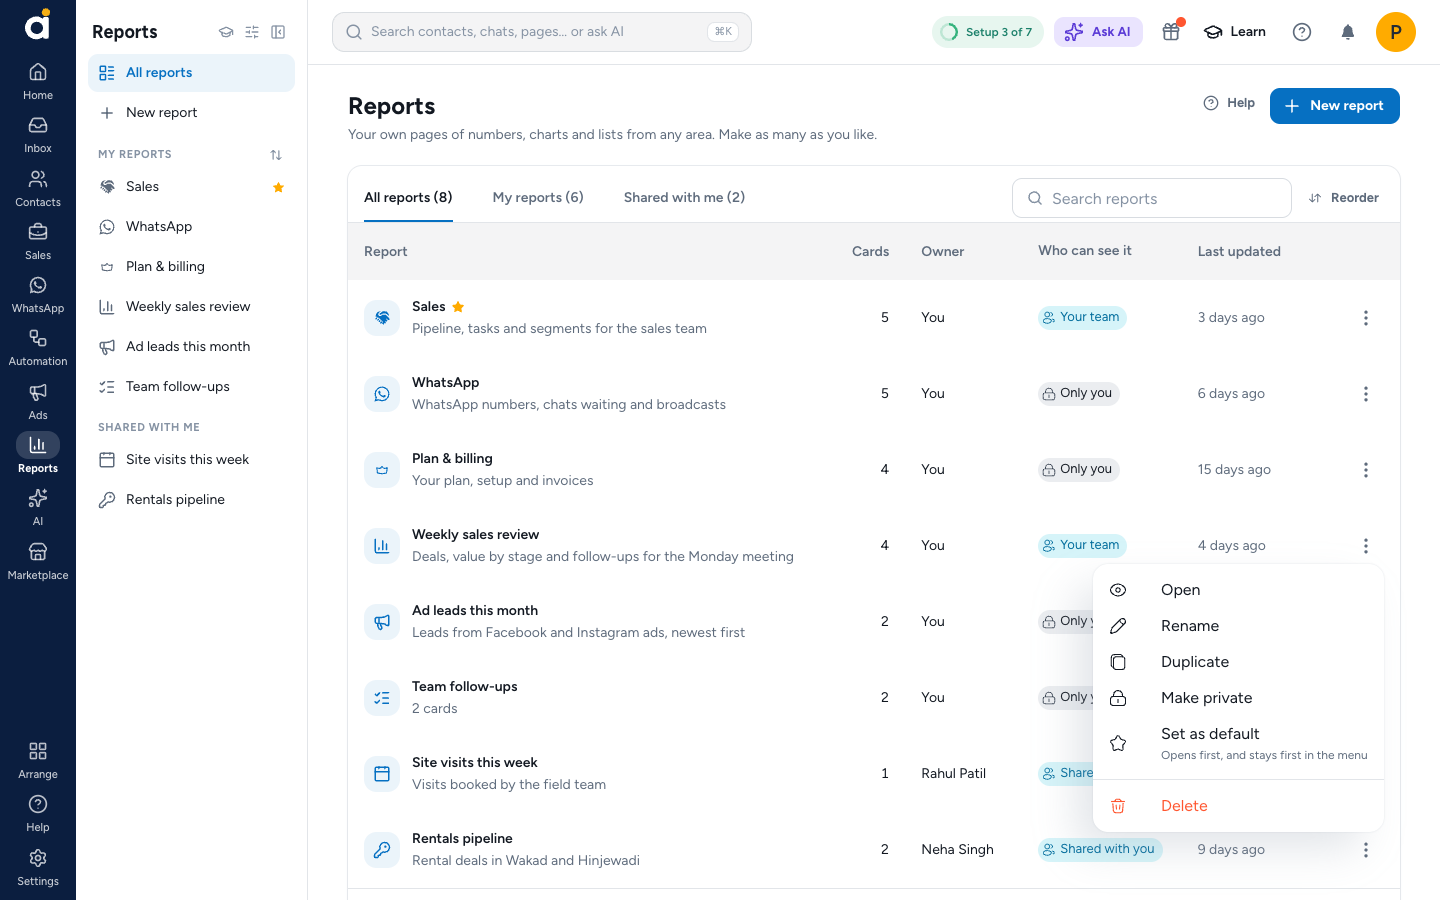 Reports
All reports
New report
MY REPORTS
Sales
WhatsApp
Plan & billing
Weekly sales review
Ad leads this month
Team follow-ups
SHARED WITH ME
Site visits this week
Rentals pipeline
Home
Inbox
Contacts
Sales
WhatsApp
Automation
Ads
Reports
AI
Marketplace
Arrange
Help
Settings
Search contacts, chats, pages... or ask AI
⌘K
Setup 3 of 7
Ask AI
Learn
P
Reports
Your own pages of numbers, charts and lists from any area. Make as many as you like.
Help
New report
All reports (8)
My reports (6)
Shared with me (2)
Search reports
Reorder
Report Cards Owner Who can see it Last updated
Sales
Pipeline, tasks and segments for the sales team
5 You Your team 3 days ago
WhatsApp
WhatsApp numbers, chats waiting and broadcasts
5 You Only you 6 days ago
Plan & billing
Your plan, setup and invoices
4 You Only you 15 days ago
Weekly sales review
Deals, value by stage and follow-ups for the Monday meeting
4 You Your team 4 days ago
Ad leads this month
Leads from Facebook and Instagram ads, newest first
2 You Only
Team follow-ups
2 cards
2 You Only
Site visits this week
Visits booked by the field team
1 Rahul Patil
Rentals pipeline
Rental deals in Wakad and Hinjewadi
2 Neha Singh Shared with you 9 days ago
Open
Rename
Duplicate
Make private
Set as default
Opens first, and stays first in the menu
Delete